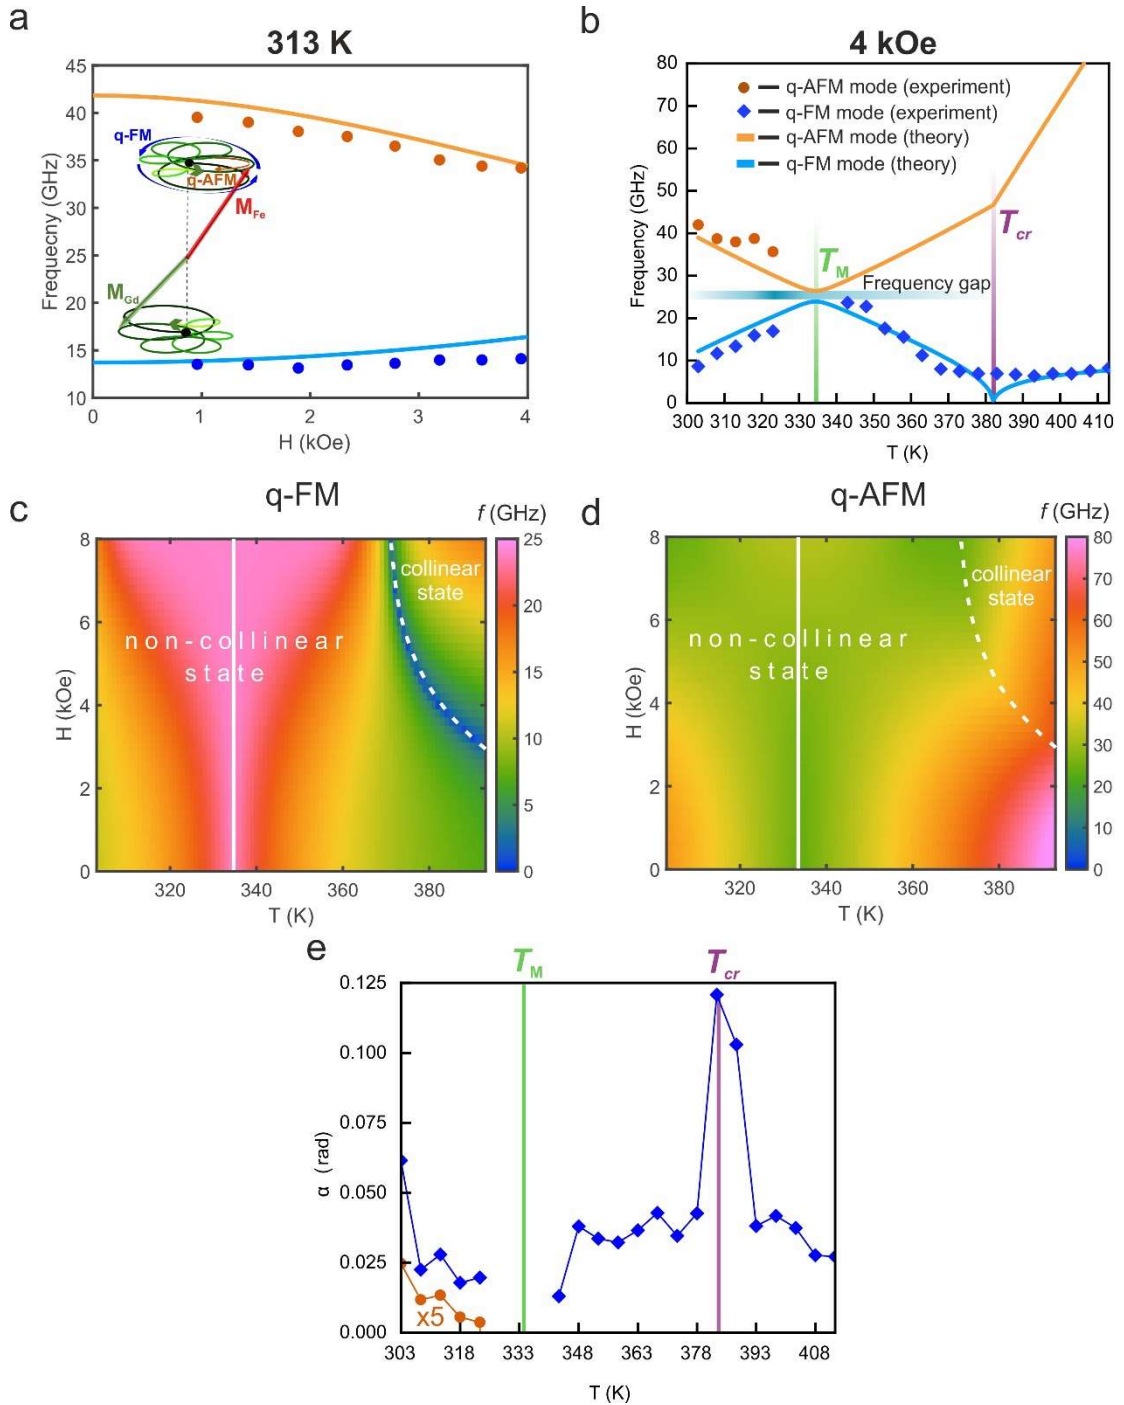 a
313 K
45
40
35
30
25
20
15
10
Frequecny (GHz)
q-FM
q-AFM
M_Fe
M_Gd
0
1
2
3
4
H (kOe)
b
4 kOe
80
70
60
50
40
30
20
10
0
Frequency (GHz)
q-AFM mode (experiment)
q-FM mode (experiment)
q-AFM mode (theory)
q-FM mode (theory)
T_M
T_cr
Frequency gap
300 310 320 330 340 350 360 370 380 390 400 410
T (K)
c
q-FM
f (GHz)
8
6
4
2
0
H (kOe)
non-collinear
state
collinear
state
320
340
360
380
T (K)
25
20
15
10
5
0
d
q-AFM
f (GHz)
8
6
4
2
0
H (kOe)
non-collinear
state
collinear
state
320
340
360
380
T (K)
80
70
60
50
40
30
20
10
0
e
T_M
T_cr
0.125
0.100
0.075
0.050
0.025
0.000
α (rad)
x5
303
318
333
348
363
378
393
408
T (K)